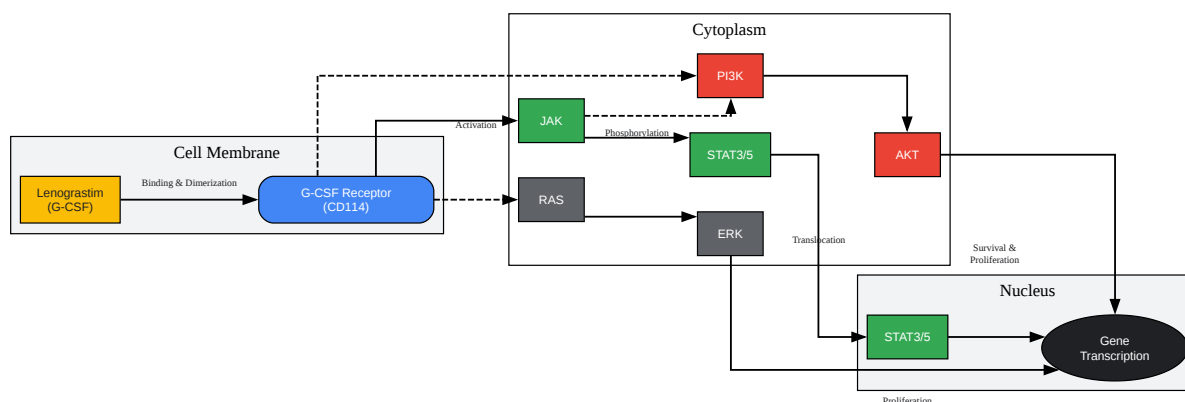 Cytoplasm
PI3K
Activation
JAK
Phosphorylation
Cell Membrane
STAT3/5
AKT
Lenograstim
(G-CSF)
Binding & Dimerization
G-CSF Receptor
(CD114)
RAS
ERK
Translocation
Survival &
Proliferation
Nucleus
STAT3/5
Gene
Transcription
Proliferation